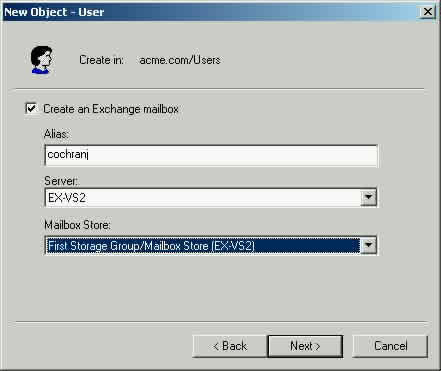 New Object - User
Create in: acme.com/Users
Create an Exchange mailbox
Alias:
cochranj
Server:
EX-VS2
Mailbox Store:
First Storage Group/Mailbox Store (EX-VS2)
< Back Next > Cancel